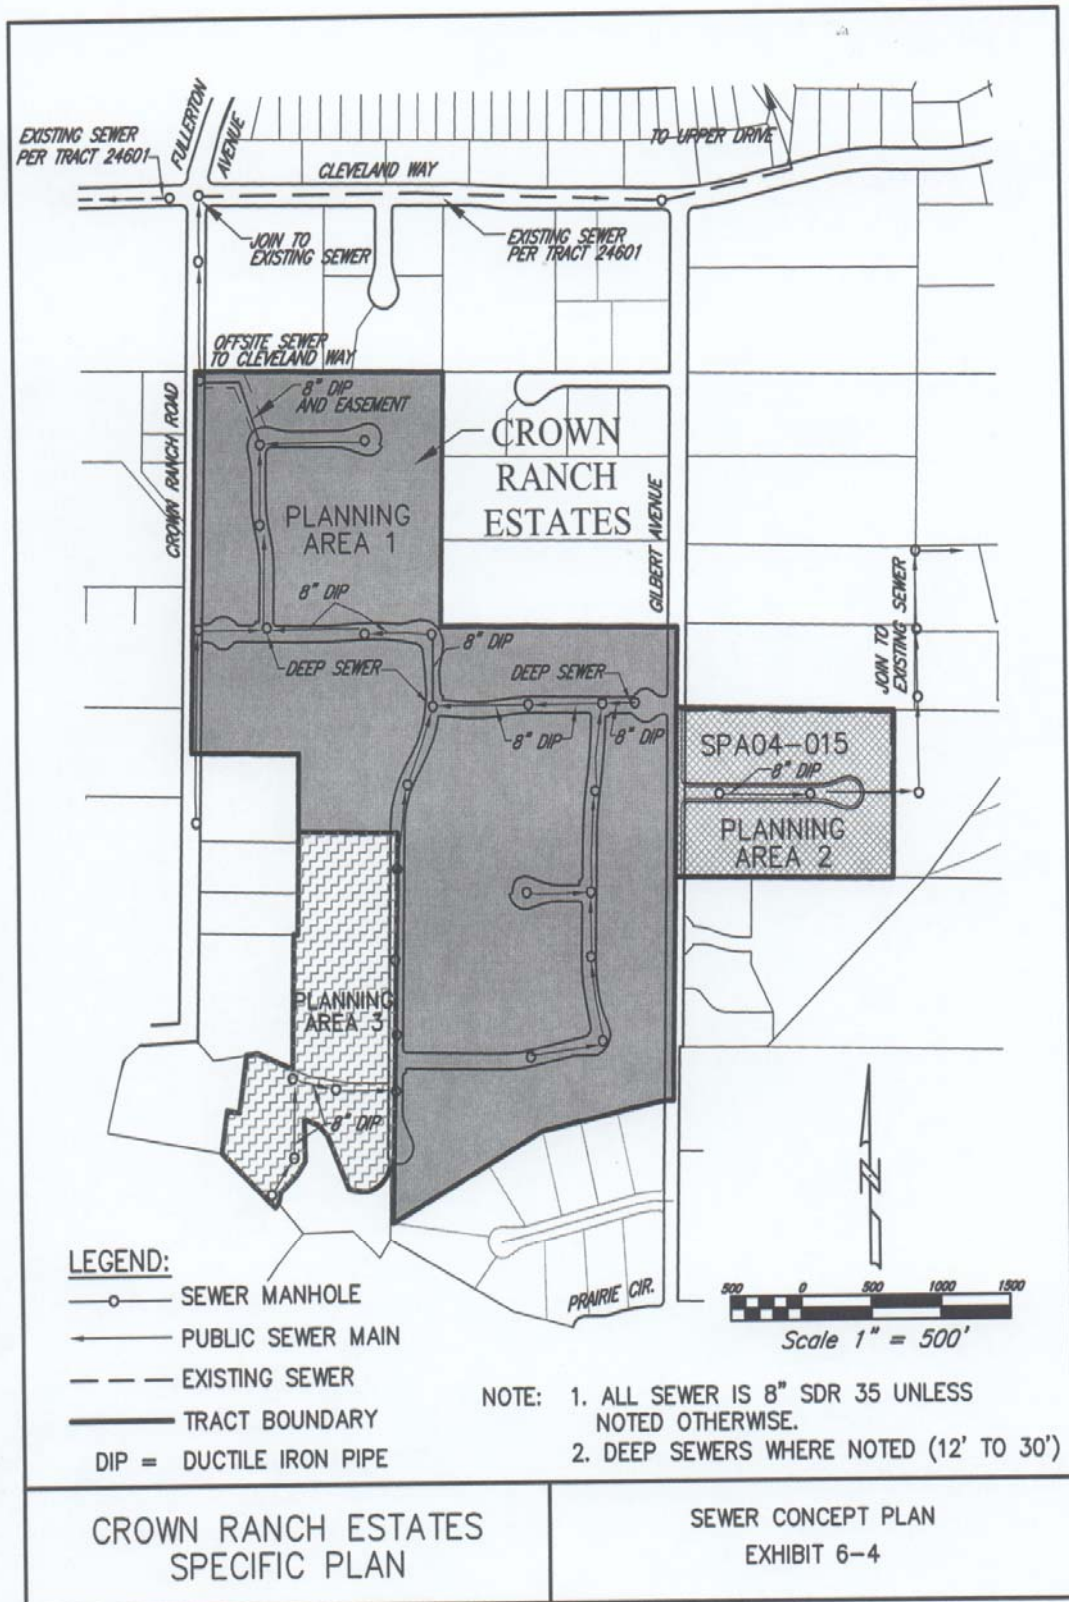 FULLERTON
AVENUE
EXISTING SEWER
PER TRACT 24601
CLEVELAND WAY
TO UPPER DRIVE
JOIN TO
EXISTING SEWER
EXISTING SEWER
PER TRACT 24601
OFFSITE SEWER
TO CLEVELAND WAY
8" DIP
AND EASEMENT
CROWN RANCH ROAD
CROWN
RANCH
ESTATES
PLANNING
AREA 1
GILBERT AVENUE
8" DIP
8" DIP
DEEP SEWER
DEEP SEWER
8" DIP
8" DIP
JOIN TO
EXISTING SEWER
SPA04-015
8" DIP
PLANNING
AREA 2
PLANNING
AREA 3
8" DIP
PRAIRIE CIR.
N
500 0 500 1000 1500
Scale 1" = 500'
LEGEND:
SEWER MANHOLE
PUBLIC SEWER MAIN
EXISTING SEWER
TRACT BOUNDARY
DIP = DUCTILE IRON PIPE
NOTE: 1. ALL SEWER IS 8" SDR 35 UNLESS
NOTED OTHERWISE.
2. DEEP SEWERS WHERE NOTED (12' TO 30')
CROWN RANCH ESTATES
SPECIFIC PLAN
SEWER CONCEPT PLAN
EXHIBIT 6-4